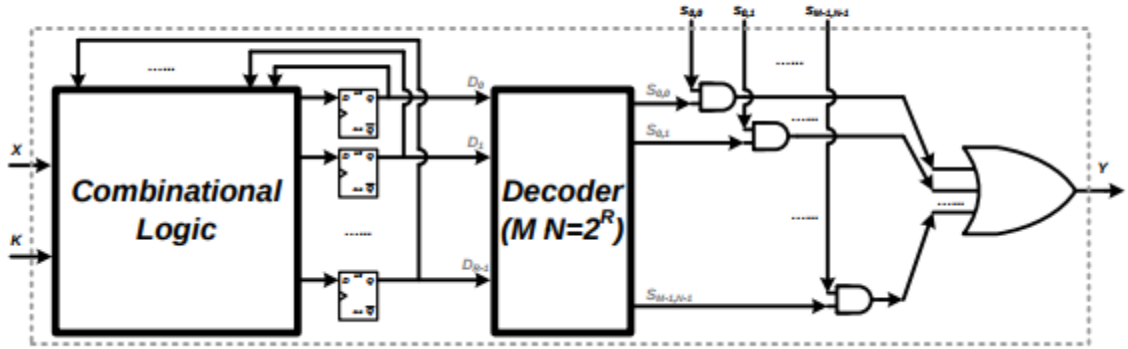 s0,0 s0,1 sM-1,N-1
......
......
D0
S0,0
D Q
Q
D1
S0,1
......
X
D Q
Q
Y
Combinational
Logic
Decoder
(M N=2^R)
......
......
......
K
DR-1
SM-1,N-1
D Q
Q